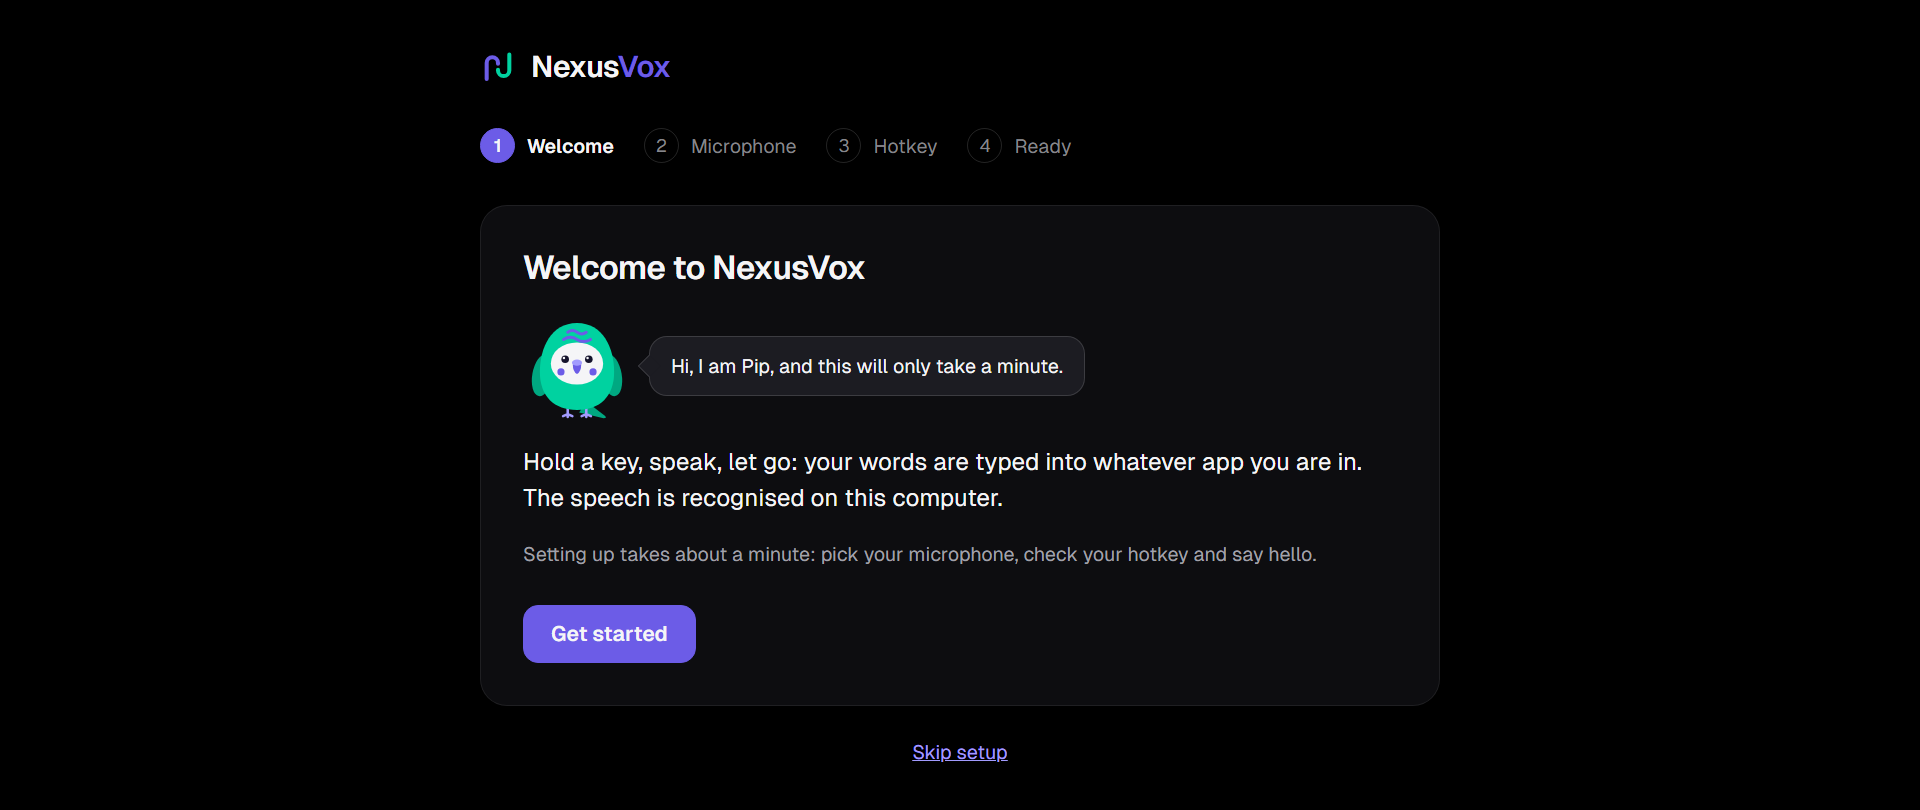 NexusVox
1 Welcome 2 Microphone 3 Hotkey 4 Ready
Welcome to NexusVox
Hi, I am Pip, and this will only take a minute.
Hold a key, speak, let go: your words are typed into whatever app you are in.
The speech is recognised on this computer.
Setting up takes about a minute: pick your microphone, check your hotkey and say hello.
Get started
Skip setup